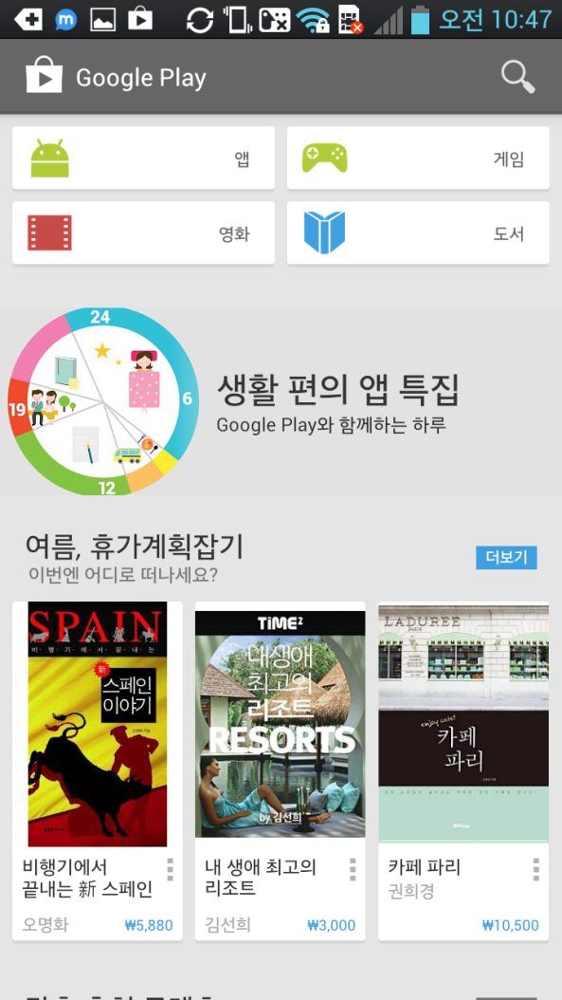 오전 10:47
Google Play
앱
게임
영화
도서
24
6
19
12
생활 편의 앱 특집
Google Play와 함께하는 하루
여름, 휴가계획잡기
이번엔 어디로 떠나세요?
더보기
SPAIN
비·행·기·에·서·끝·내·는
新
스페인
이야기
TiME²
내생애
최고의
리조트
RESORTS
by 김선희
LADUREE
PARIS
enjoy cafe!
카페
파리
비행기에서
끝내는 新 스페인
오명화
₩5,880
내 생애 최고의
리조트
김선희
₩3,000
카페 파리
권희경
₩10,500